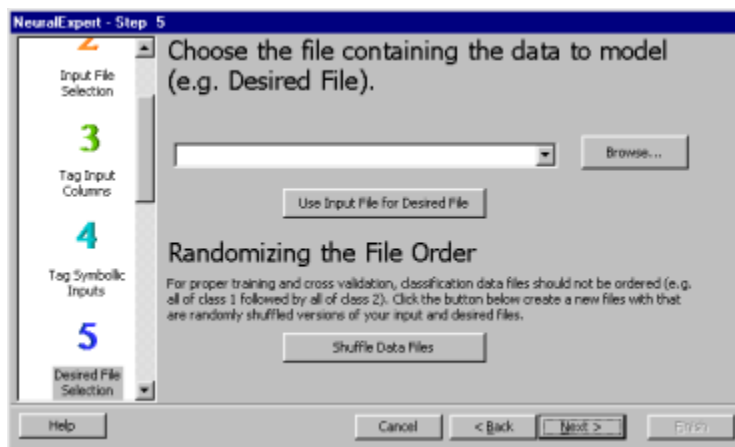 NeuralExpert - Step 5
2
Input File
Selection
3
Tag Input
Columns
4
Tag Symbolic
Inputs
5
Desired File
Selection
Choose the file containing the data to model
(e.g. Desired File).
Browse...
Use Input File for Desired File
Randomizing the File Order
For proper training and cross validation, classification data files should not be ordered (e.g.
all of class 1 followed by all of class 2). Click the button below create a new files with that
are randomly shuffled versions of your input and desired files.
Shuffle Data Files
Help
Cancel
< Back
Next >
Finish